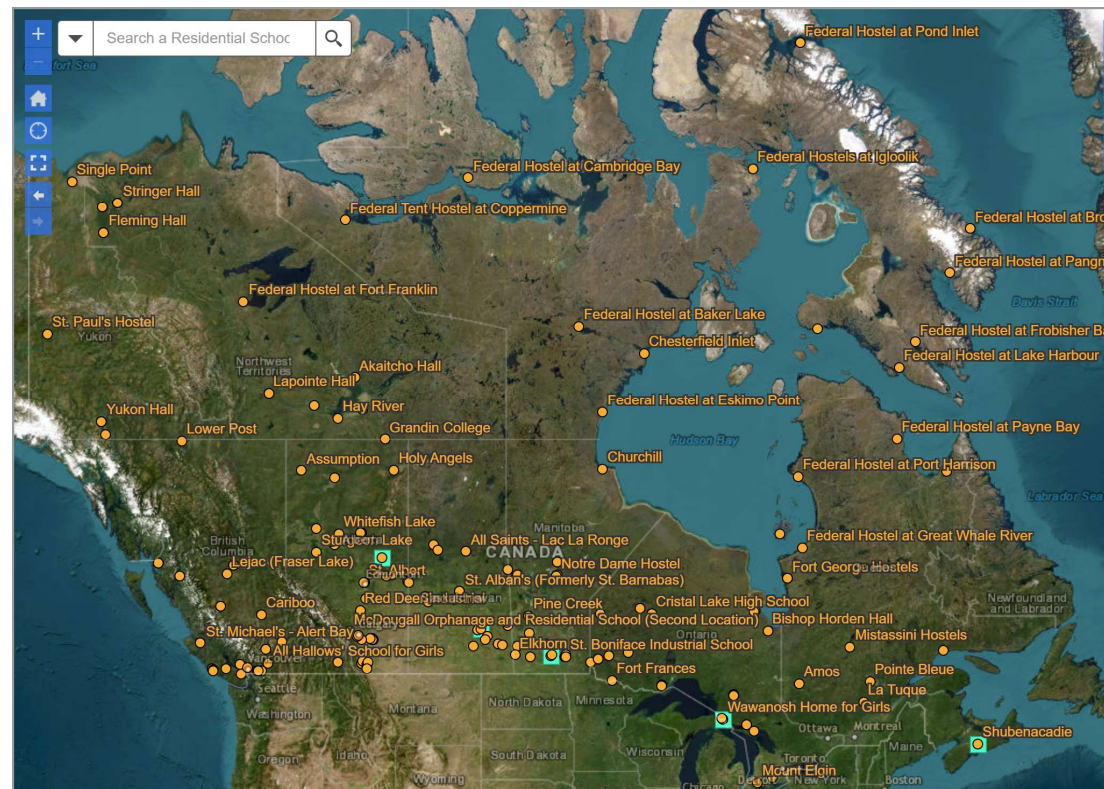 Search a Residential Schoo
Federal Hostel at Pond Inlet
Single Point
Stringer Hall
Fleming Hall
Federal Hostel at Cambridge Bay
Federal Hostels at Igloolik
Federal Tent Hostel at Coppermine
Federal Hostel at Bro
Federal Hostel at Pangn
Davis Strait
Federal Hostel at Fort Franklin
Federal Hostel at Baker Lake
St. Paul's Hostel
Yukon
Chesterfield Inlet
Federal Hostel at Frobisher Ba
Federal Hostel at Lake Harbour
Northwest
Territories
Akaitcho Hall
Lapointe Hall
Hay River
Federal Hostel at Eskimo Point
Yukon Hall
Lower Post
Grandin College
Hudson Bay
Federal Hostel at Payne Bay
Assumption
Holy Angels
Churchill
Federal Hostel at Port Harrison
Labrador Sea
Whitefish Lake
Sturgeon Lake
Manitoba
All Saints - Lac La Ronge
CANADA
Federal Hostel at Great Whale River
British
Columbia
Lejac (Fraser Lake)
St. Albert
Notre Dame Hostel
Fort George Hostels
St. Alban's (Formerly St. Barnabas)
Newfoundland
and Labrador
Cariboo
Red Deer Industrial
Pine Creek
Cristal Lake High School
McDougall Orphanage and Residential School (Second Location)
Bishop Horden Hall
Ontario
St. Michael's - Alert Bay
Mistassini Hostels
All Hallows' School for Girls
Vancouver
Elkhorn
St. Boniface Industrial School
Fort Frances
Amos
Pointe Bleue
La Tuque
Seattle
Washington
Montana
North Dakota
Minnesota
Wawanosh Home for Girls
Ottawa
Montreal
Shubenacadie
Maine
Oregon
Idaho
South Dakota
Wisconsin
Toronto
Wyoming
Mount Elgin
Detroit
New York
Boston
Chicago